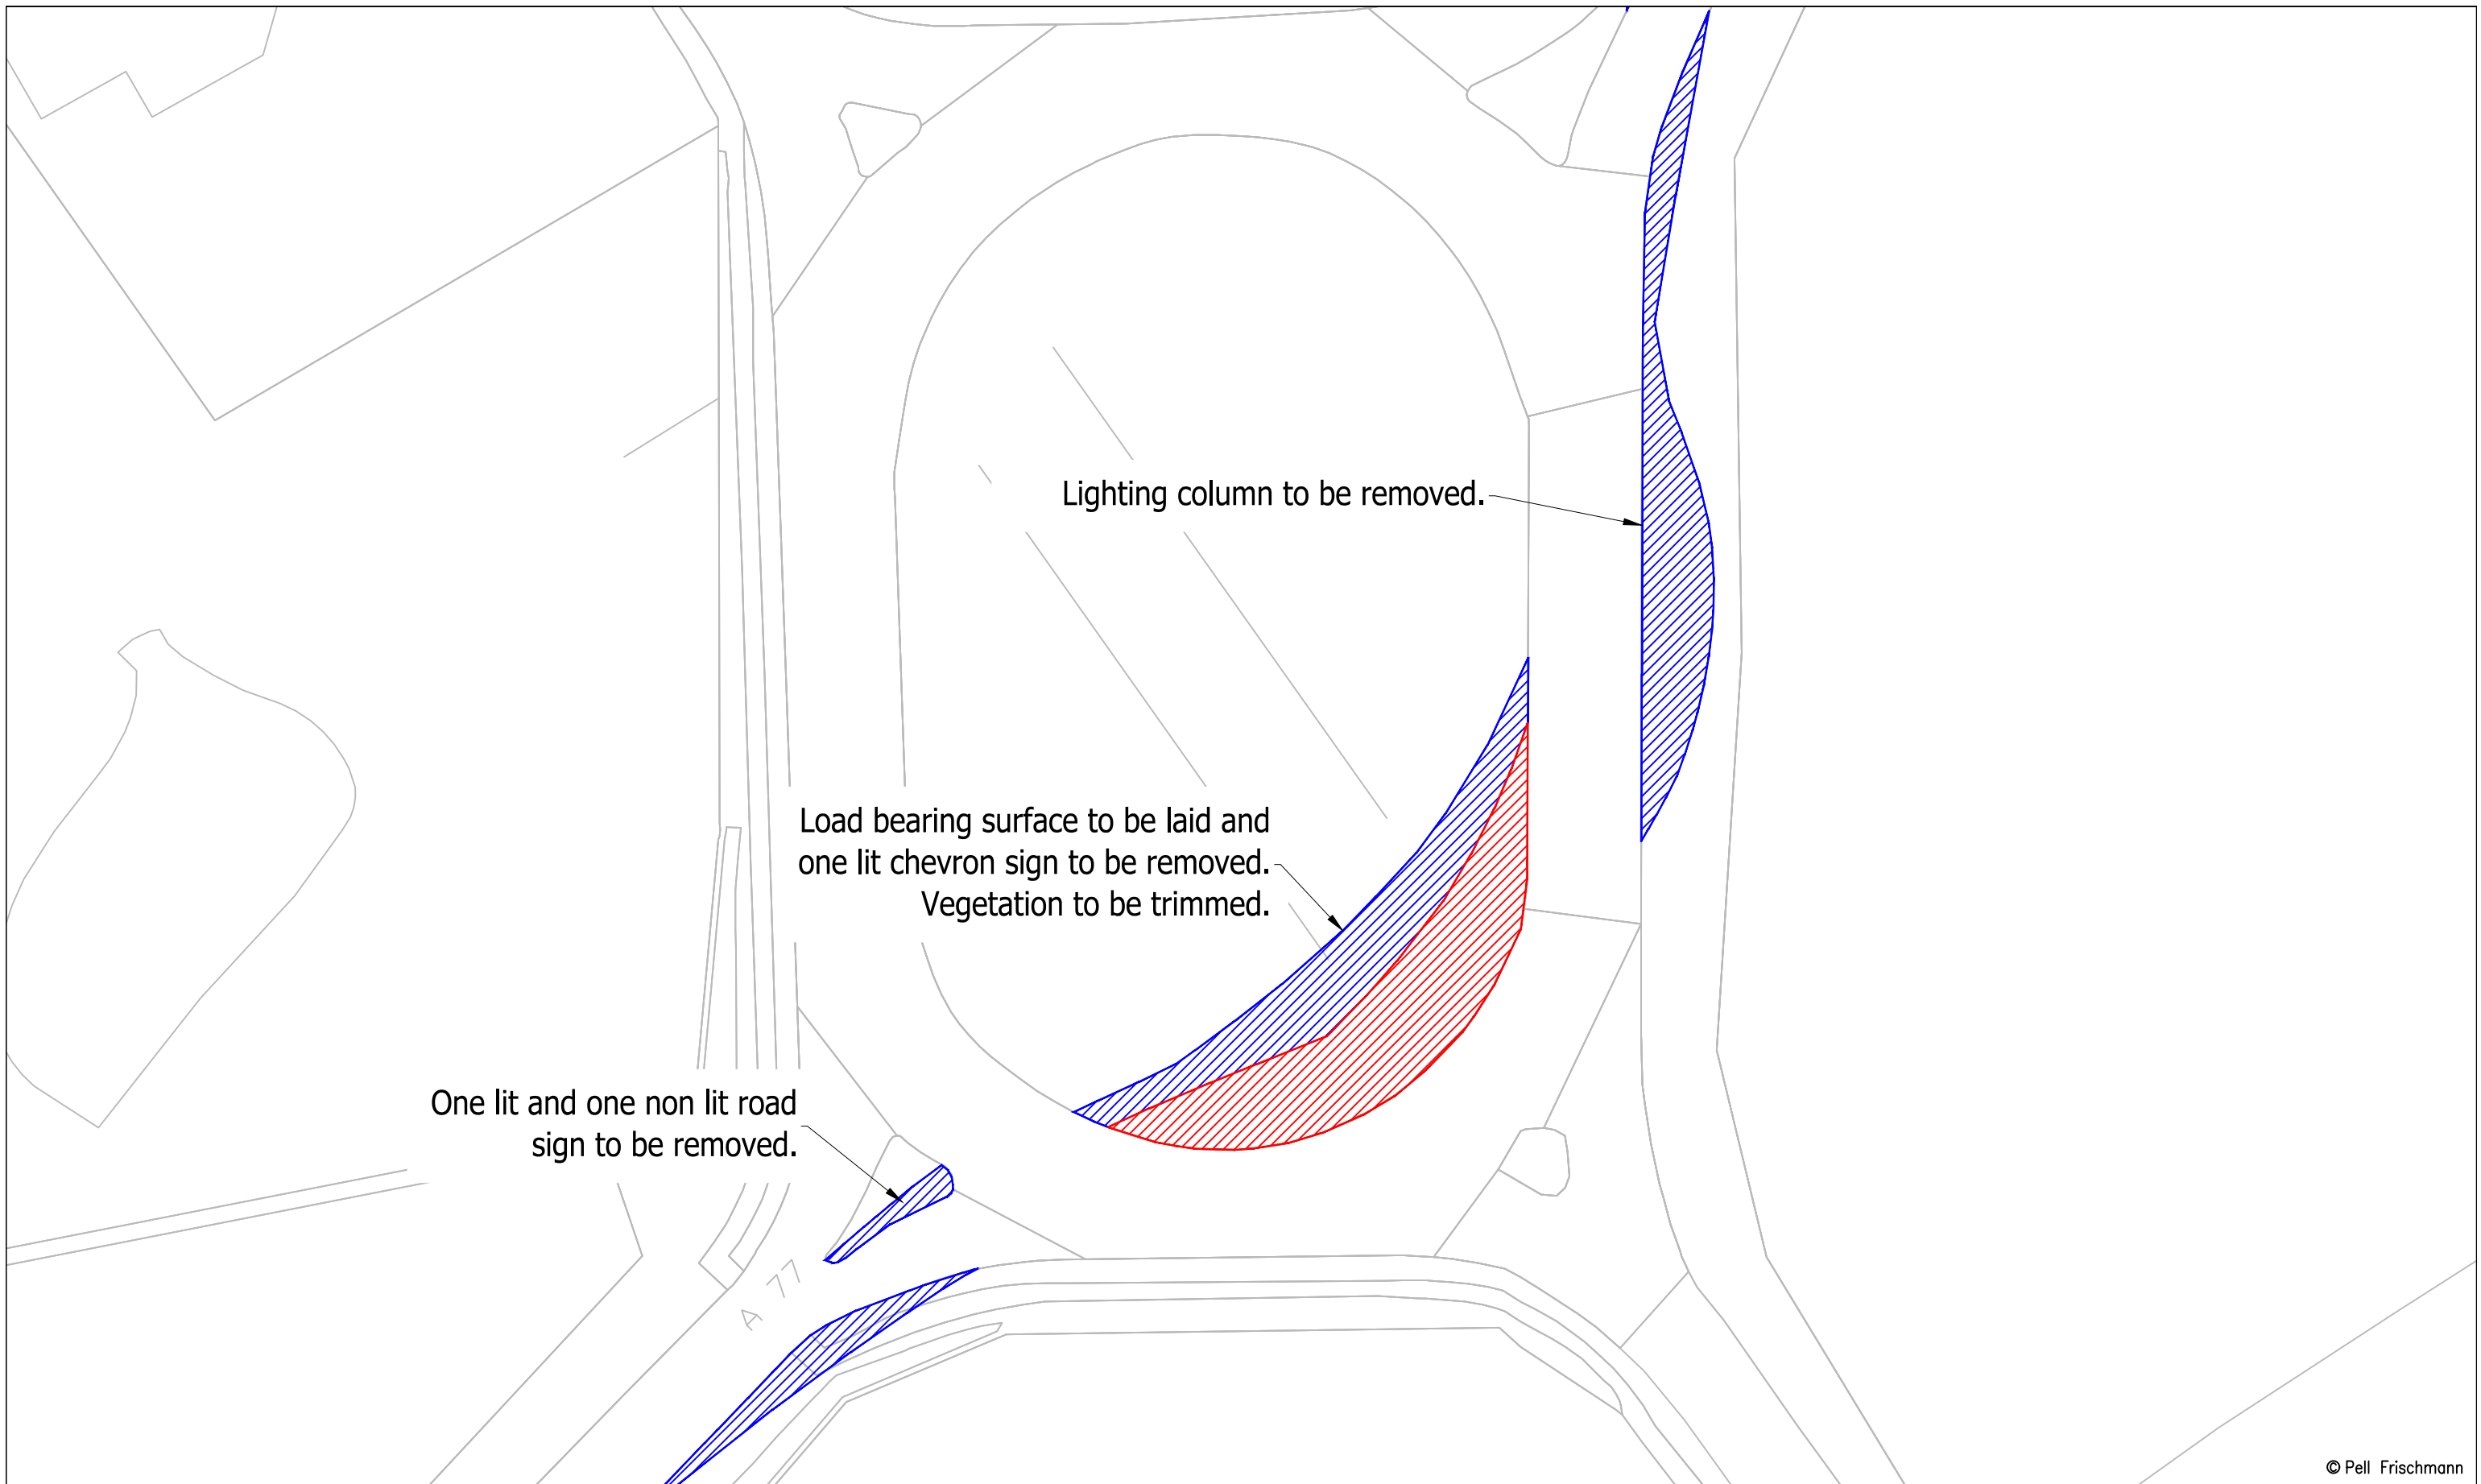 Lighting column to be removed.
Load bearing surface to be laid and
one lit chevron sign to be removed.
Vegetation to be trimmed.
One lit and one non lit road
sign to be removed.
A 77
© Pell Frischmann